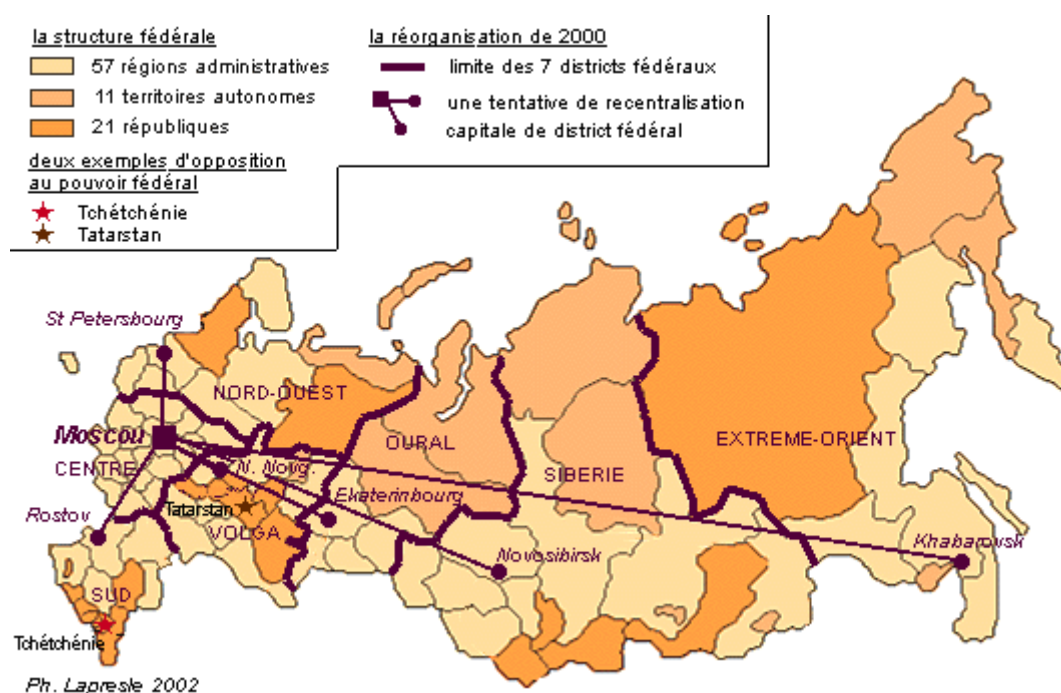 la structure fédérale
57 régions administratives
11 territoires autonomes
21 républiques
deux exemples d'opposition
au pouvoir fédéral
Tchétchénie
Tatarstan
la réorganisation de 2000
limite des 7 districts fédéraux
une tentative de recentralisation
capitale de district fédéral
St Petersbourg
NORD-OUEST
Moscou
OURAL
EXTREME-ORIENT
CENTRE
N. Novg.
SIBERIE
Ekaterinbourg
Tatarstan
Rostov
VOLGA
Novosibirsk
Khabarovsk
SUD
Tchétchénie
Ph. Lapresle 2002